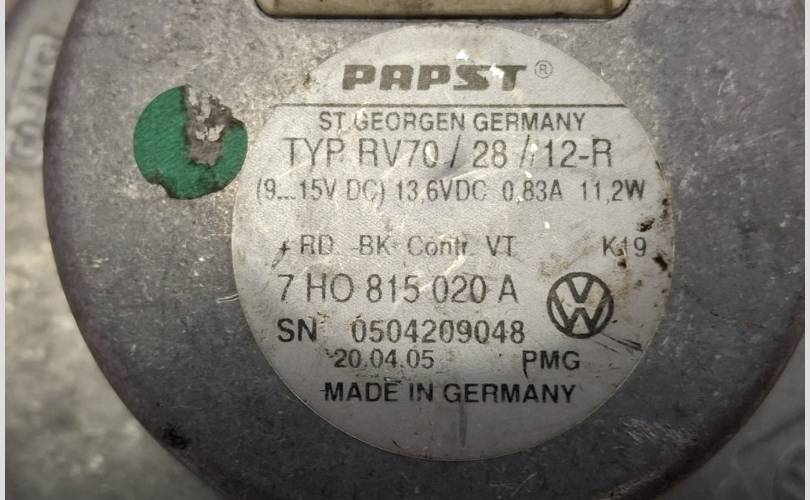 PAPST ®
ST. GEORGEN GERMANY
TYP RV70 / 28 / 12-R
(9...15V DC) 13,6VDC 0,83A 11,2W
+ RD -BK Contr. VT K19
7 HO 815 020 A
SN 0504209048
20.04.05 PMG
MADE IN GERMANY